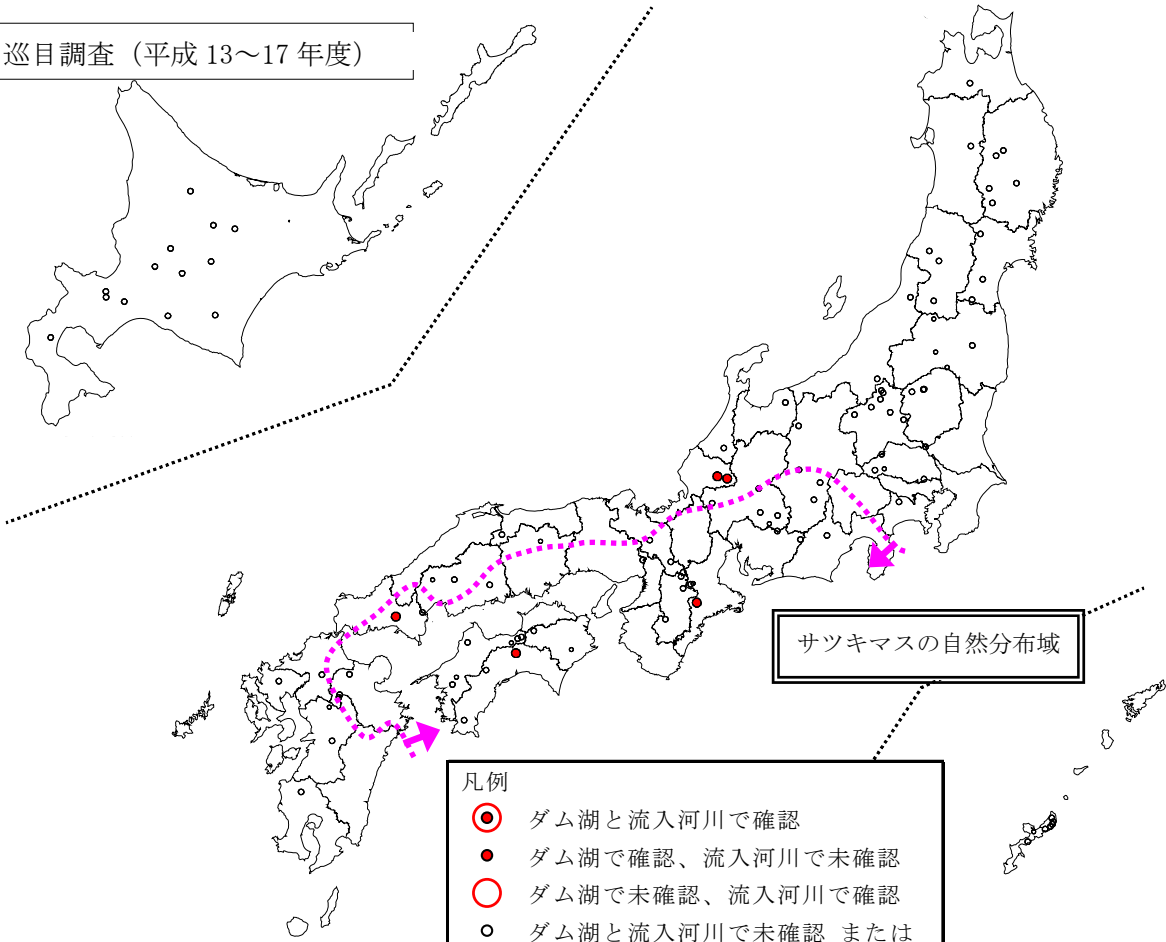 巡目調査（平成 13～17 年度）
サツキマスの自然分布域
凡例
ダム湖と流入河川で確認
ダム湖で確認、流入河川で未確認
ダム湖で未確認、流入河川で確認
ダム湖と流入河川で未確認 または